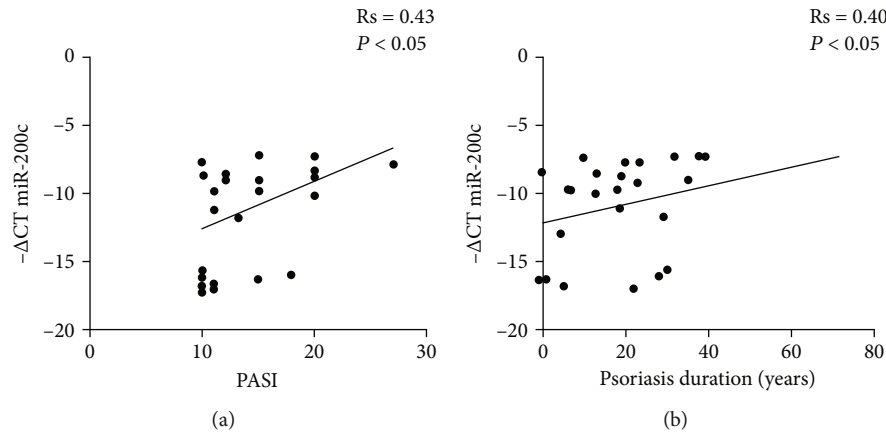 Rs = 0.43
P < 0.05
0
−5
−10
−15
−20
−ΔCT miR-200c
0
10
20
30
PASI
(a)
Rs = 0.40
P < 0.05
0
−5
−10
−15
−20
−ΔCT miR-200c
0
20
40
60
80
Psoriasis duration (years)
(b)